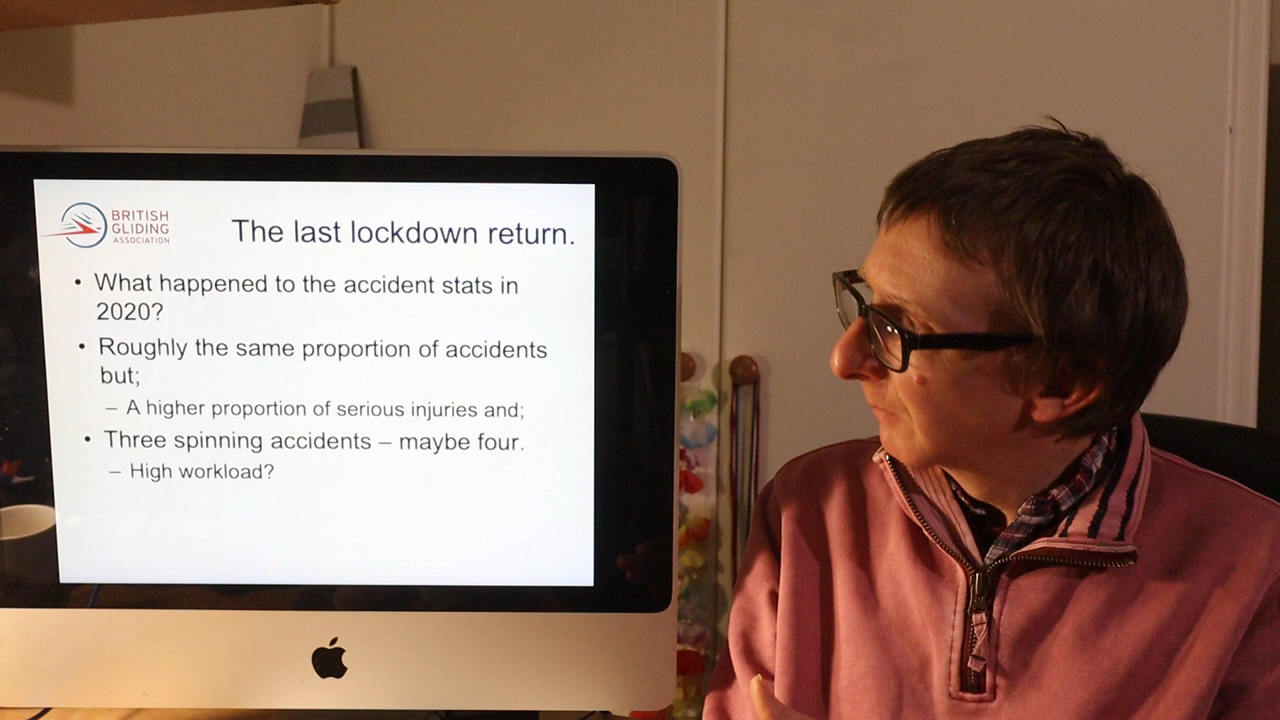 BRITISH
GLIDING
ASSOCIATION
The last lockdown return.
• What happened to the accident stats in
2020?
• Roughly the same proportion of accidents
but;
– A higher proportion of serious injuries and;
• Three spinning accidents – maybe four.
– High workload?